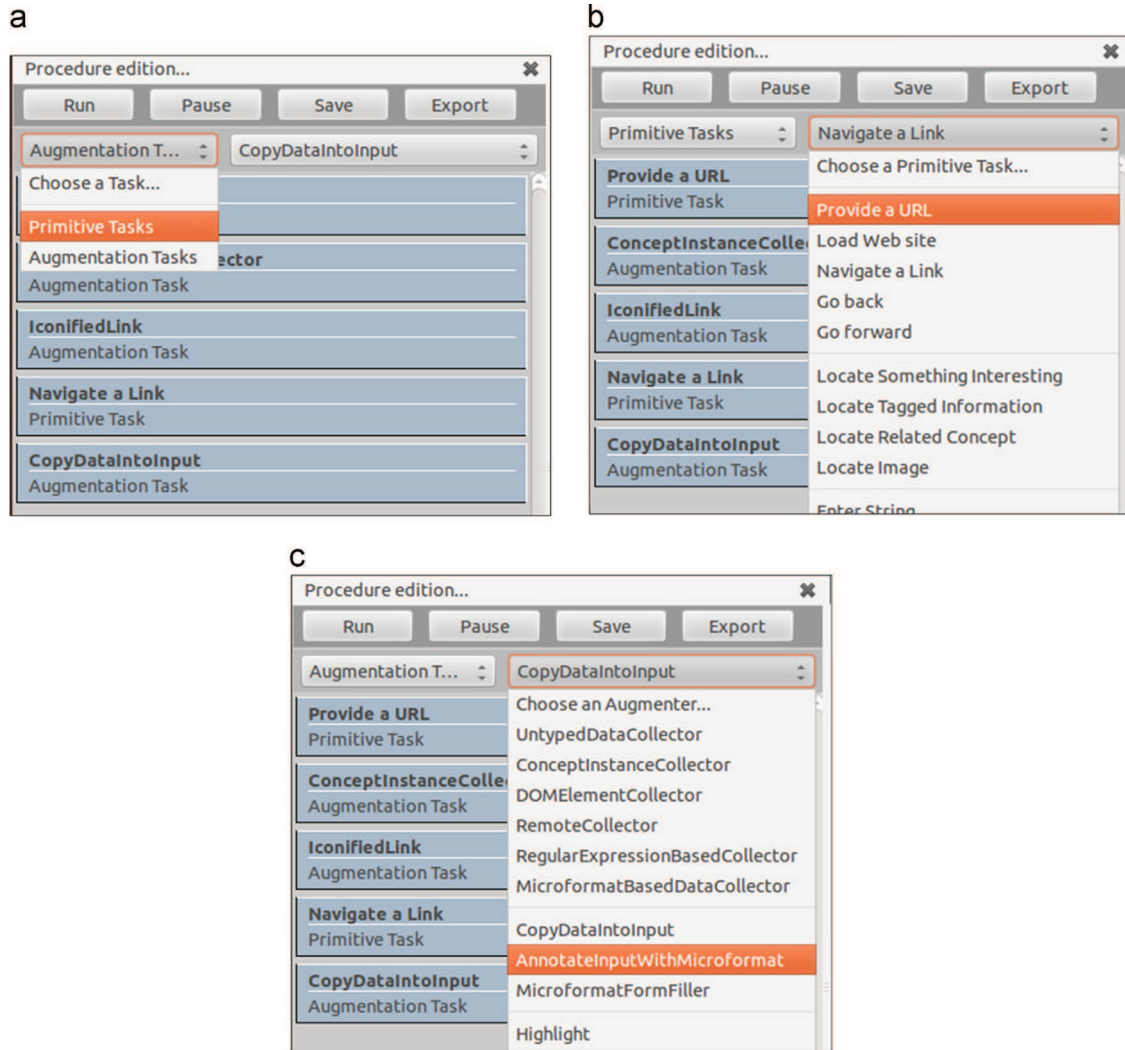 a
Procedure edition...
Run Pause Save Export
Augmentation T... CopyDataIntoInput
Choose a Task...
Primitive Tasks
Augmentation Tasks ector
Augmentation Task
IconifiedLink
Augmentation Task
Navigate a Link
Primitive Task
CopyDataIntoInput
Augmentation Task
b
Procedure edition...
Run Pause Save Export
Primitive Tasks Navigate a Link
Provide a URL
Primitive Task
ConceptInstanceColle
Augmentation Task
IconifiedLink
Augmentation Task
Navigate a Link
Primitive Task
CopyDataIntoInput
Augmentation Task
Choose a Primitive Task...
Provide a URL
Load Web site
Navigate a Link
Go back
Go forward
Locate Something Interesting
Locate Tagged Information
Locate Related Concept
Locate Image
Enter String
c
Procedure edition...
Run Pause Save Export
Augmentation T... CopyDataIntoInput
Provide a URL
Primitive Task
ConceptInstanceColle
Augmentation Task
IconifiedLink
Augmentation Task
Navigate a Link
Primitive Task
CopyDataIntoInput
Augmentation Task
Choose an Augmenter...
UntypedDataCollector
ConceptInstanceCollector
DOMElementCollector
RemoteCollector
RegularExpressionBasedCollector
MicroformatBasedDataCollector
CopyDataIntoInput
AnnotateInputWithMicroformat
MicroformatFormFiller
Highlight